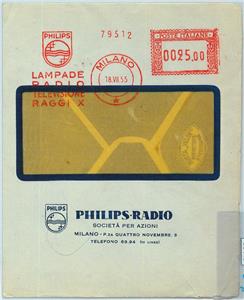 79512
PHILIPS
MILANO
18.VII.55
POSTE ITALIANE
0025,00
LAMPADE
RADIO
TELEVISIONE
RAGGI X
PHILIPS
PHILIPS-RADIO
SOCIETÀ PER AZIONI
MILANO - P.ZA QUATTRO NOVEMBRE, 3
TELEFONO 69.94